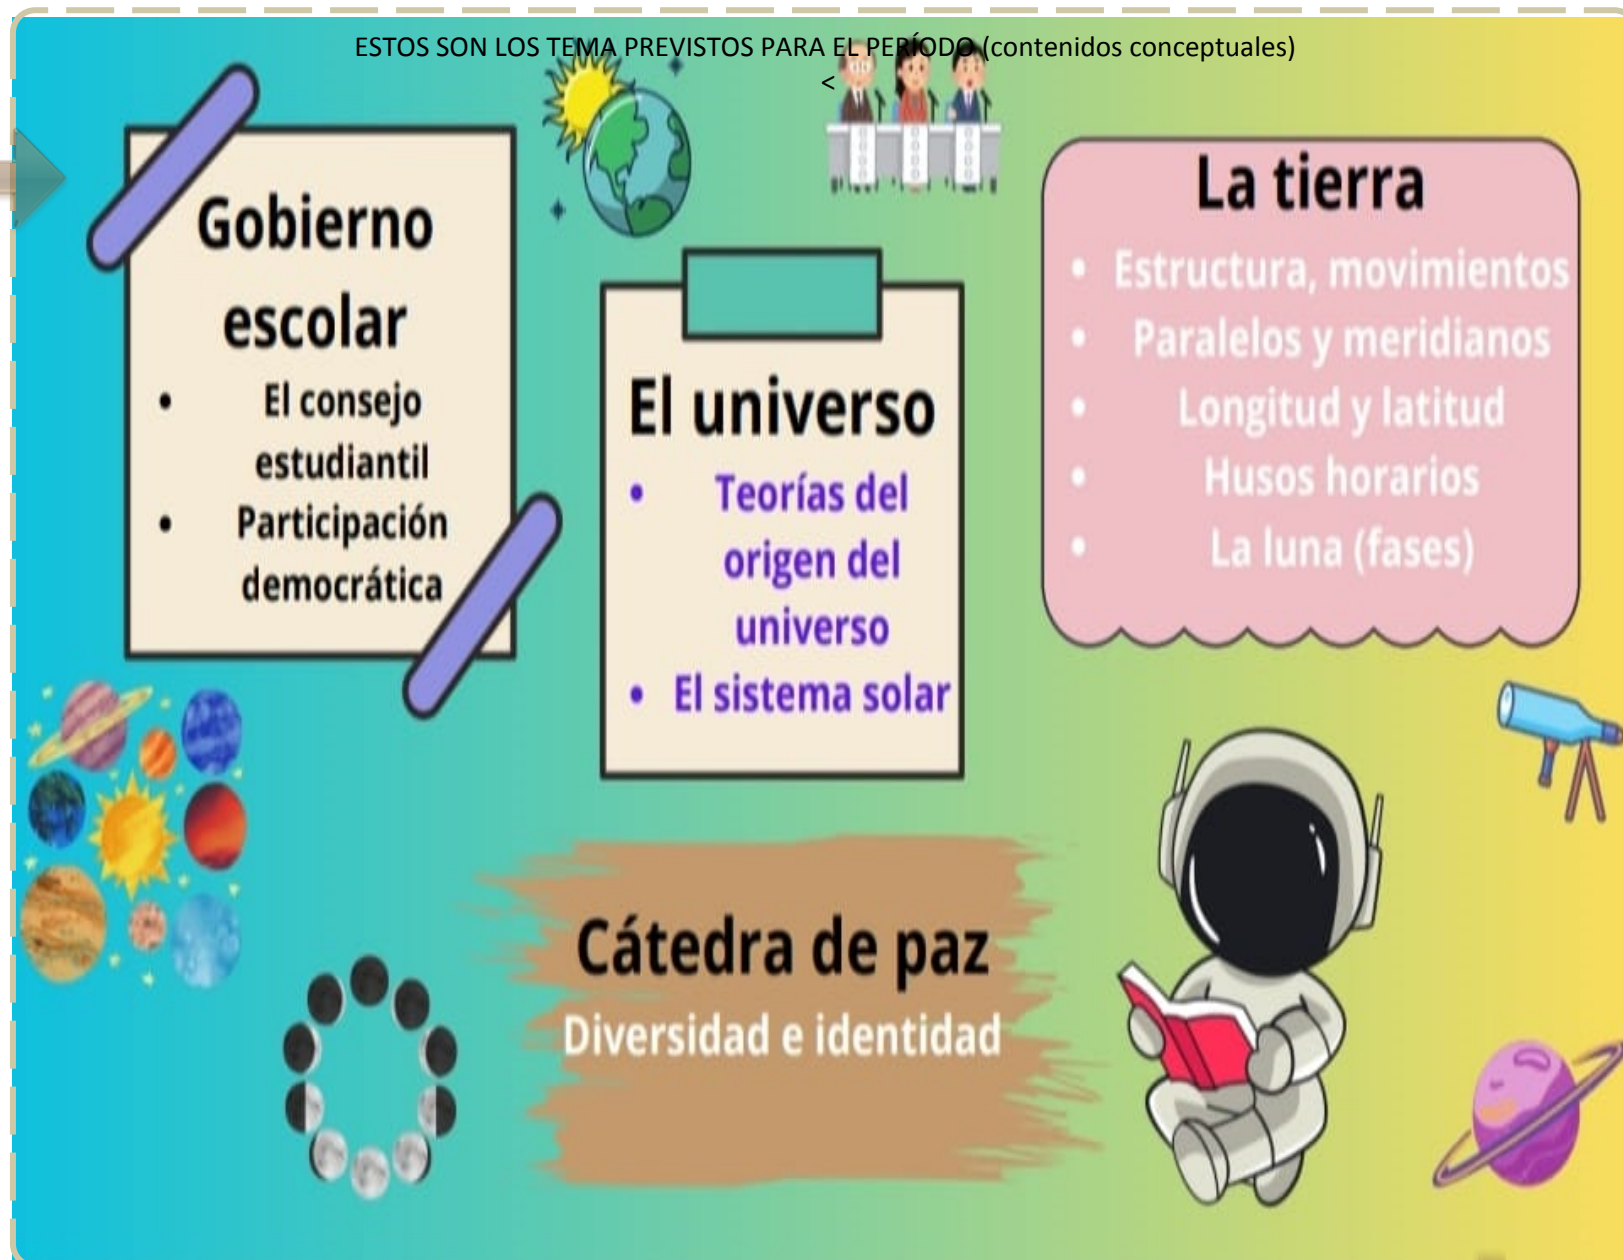 ESTOS SON LOS TEMA PREVISTOS PARA EL PERÍODO (contenidos conceptuales)
<
Gobierno
escolar
• El consejo
estudiantil
• Participación
democrática
El universo
• Teorías del
origen del
universo
• El sistema solar
La tierra
• Estructura, movimientos
• Paralelos y meridianos
• Longitud y latitud
• Husos horarios
• La luna (fases)
Cátedra de paz
Diversidad e identidad